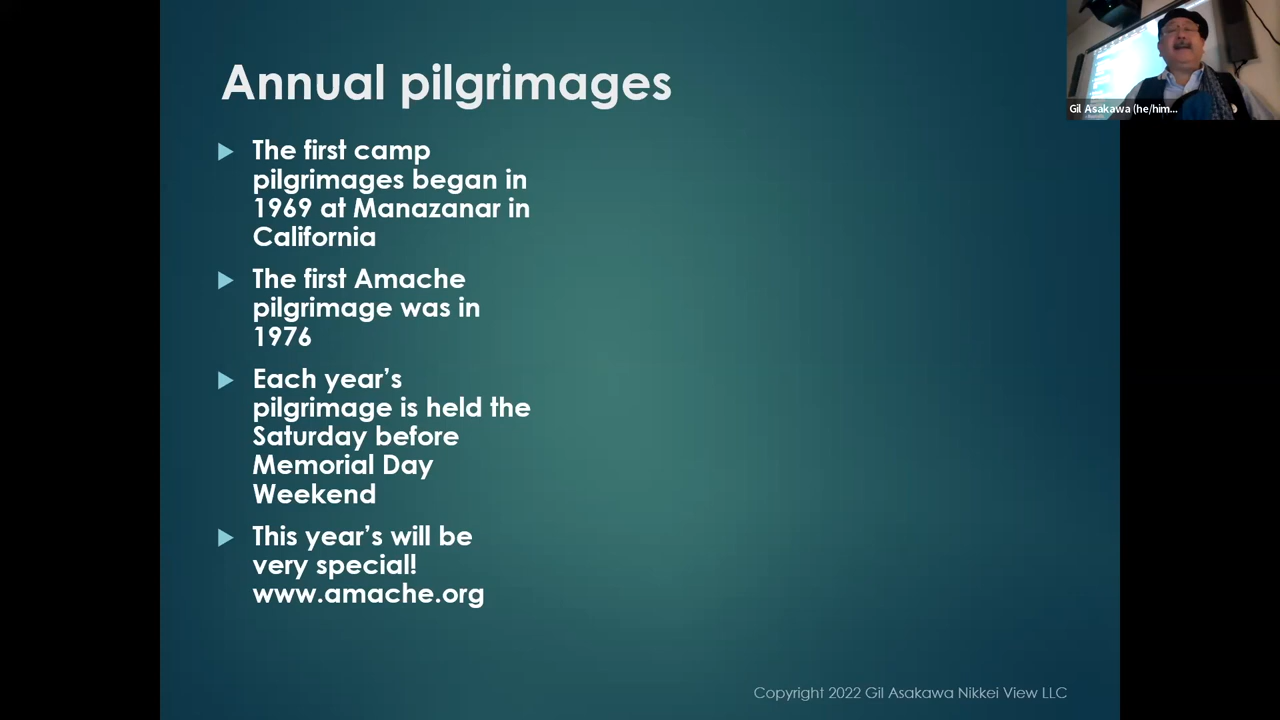 Annual pilgrimages
The first camp
pilgrimages began in
1969 at Manazanar in
California
The first Amache
pilgrimage was in
1976
Each year's
pilgrimage is held the
Saturday before
Memorial Day
Weekend
This year's will be
very special!
www.amache.org
Copyright 2022 Gil Asakawa Nikkei View LLC
Gil Asakawa (he/him...